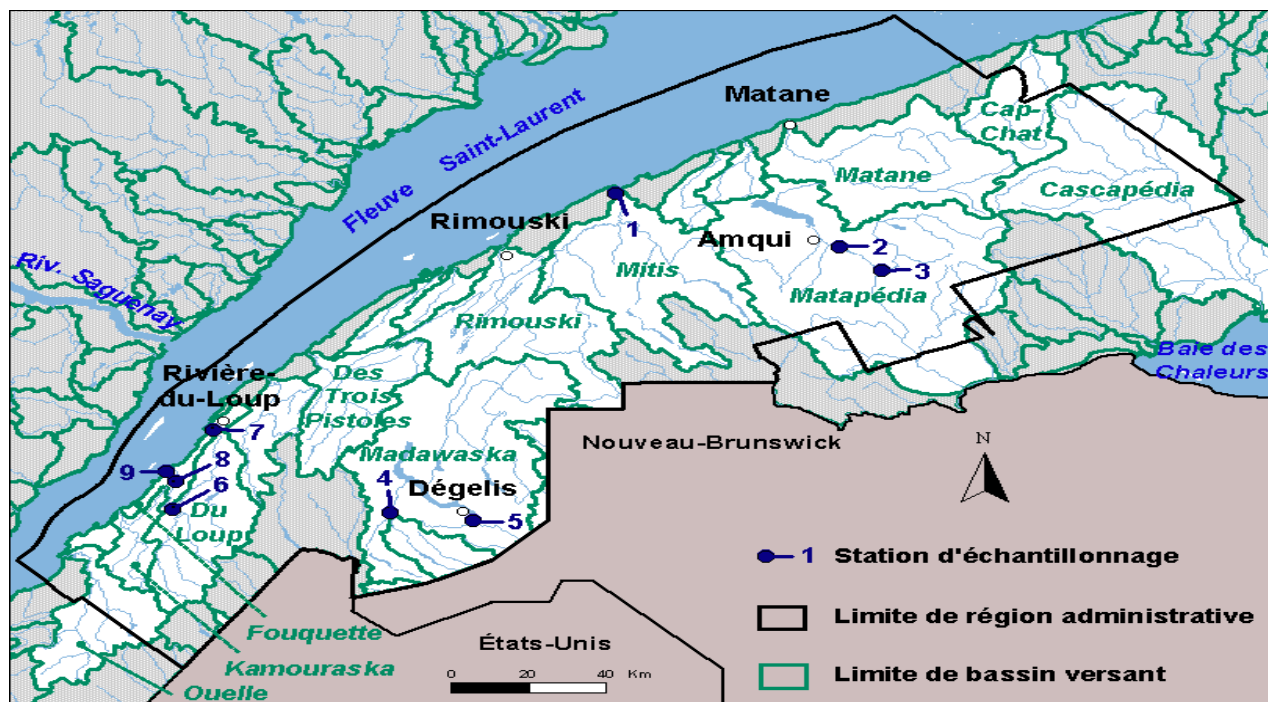 Matane
Cap-
Chat
Fleuve Saint-Laurent
Matane
Cascapédia
Rimouski
1
Amqui
2
3
Mitis
Matapédia
Riv. Saguenay
Rimouski
Baie des
Chaleurs
Rivière-
du-Loup
Des
Trois
Pistoles
7
Nouveau-Brunswick
N
Madawaska
9
8
4
Dégelis
6
Du
Loup
5
1 Station d'échantillonnage
Limite de région administrative
Fouquette
États-Unis
Kamouraska
0 20 40 Km
Limite de bassin versant
Ouelle